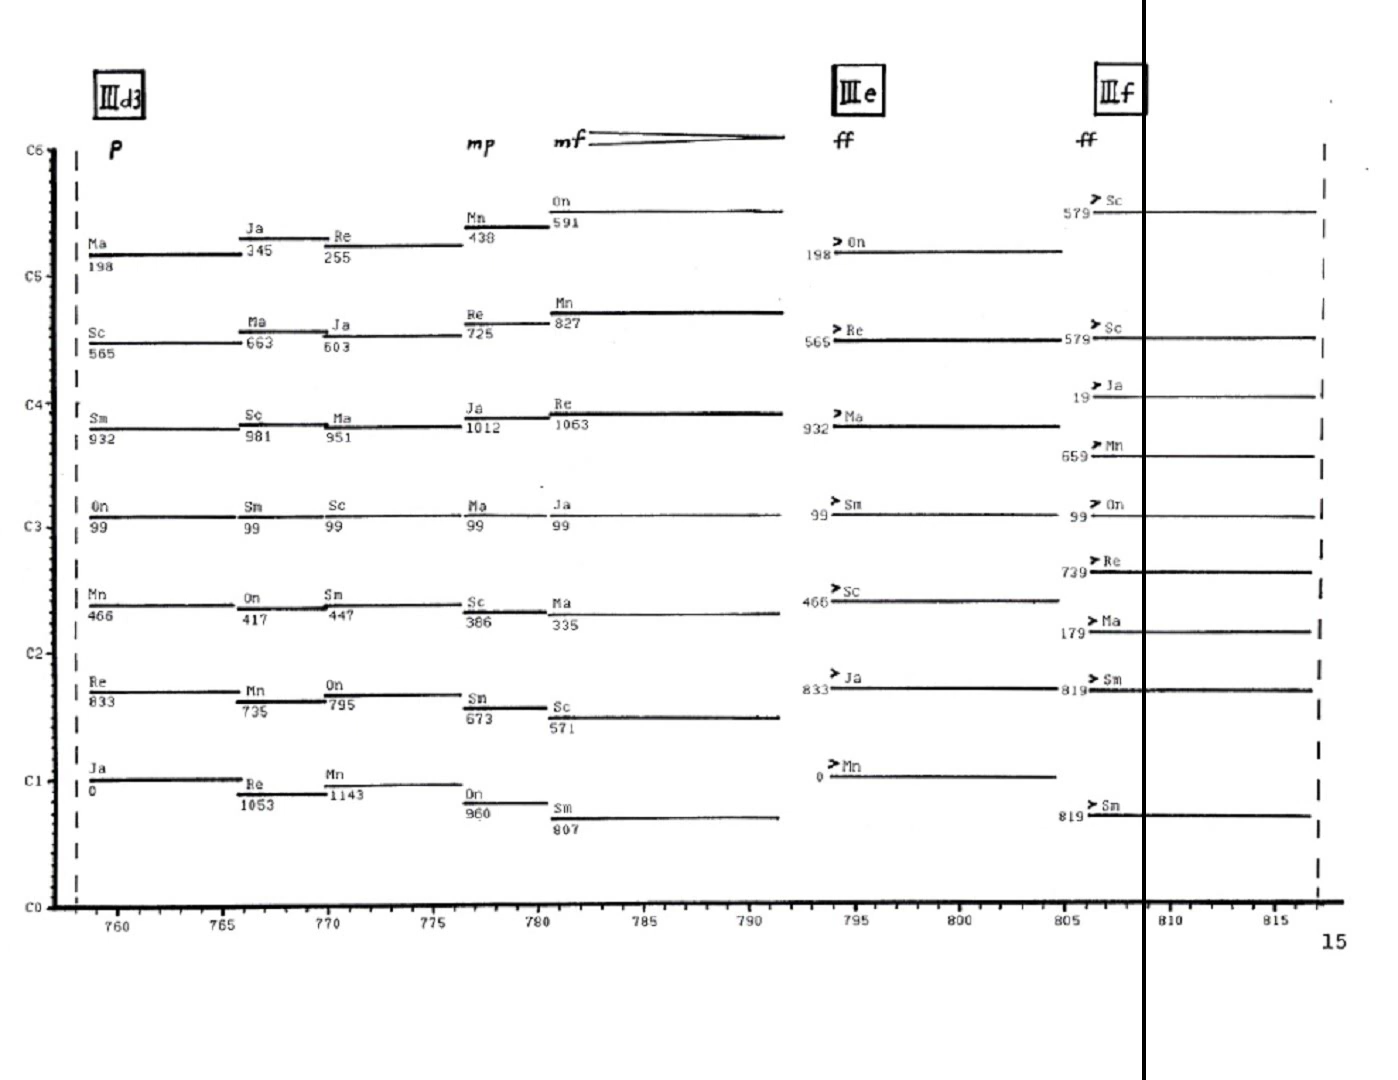 IIId3 IIIe IIIf
p mp mf ff ff
C6
On > Sc
591 579
Mn
438
Ja
345
Re
255
Ma > On
198 198
C5
Mn
827
Re
725
> Sc
579
Ma
663
Ja
603
Sc > Re
565 565
C4
> Ja
19
Re
1063
Ja
1012
Sc
981
Ma
951
Sm > Ma
932 932
> Mn
659
On Sm Sc Ma Ja > Sm > On
99 99 99 99 99 99 99
C3
> Re
739
Mn On Sm Sc Ma > Sc
466 417 447 386 335 466
> Ma
179
C2
Re Mn On Sm Sc > Ja > Sm
833 735 795 673 571 833 819
C1
Ja Re Mn On Sm > Mn > Sm
0 1053 1143 960 807 0 819
C0
760 765 770 775 780 785 790 795 800 805 810 815
15